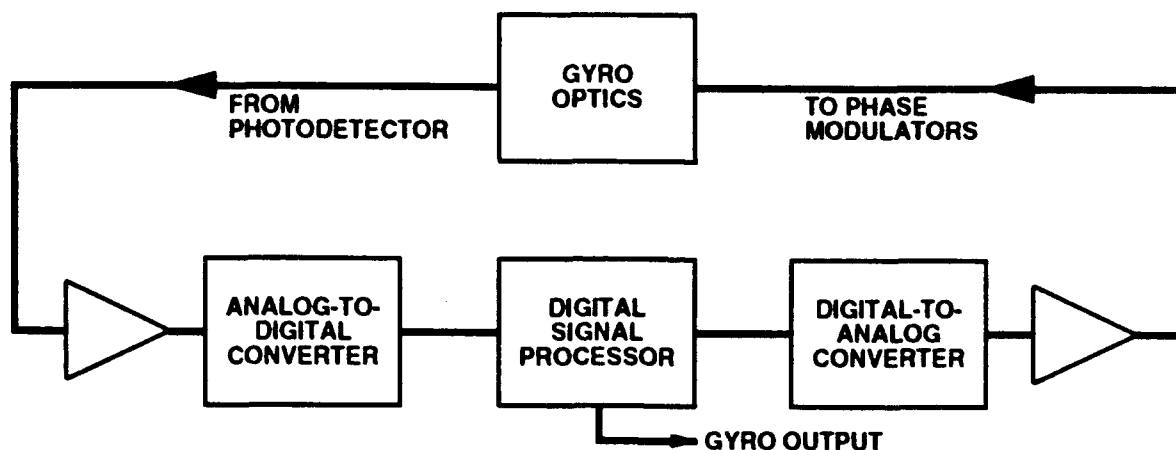 GYRO
OPTICS
FROM
PHOTODETECTOR
TO PHASE
MODULATORS
ANALOG-TO-
DIGITAL
CONVERTER
DIGITAL
SIGNAL
PROCESSOR
DIGITAL-TO-
ANALOG
CONVERTER
GYRO OUTPUT